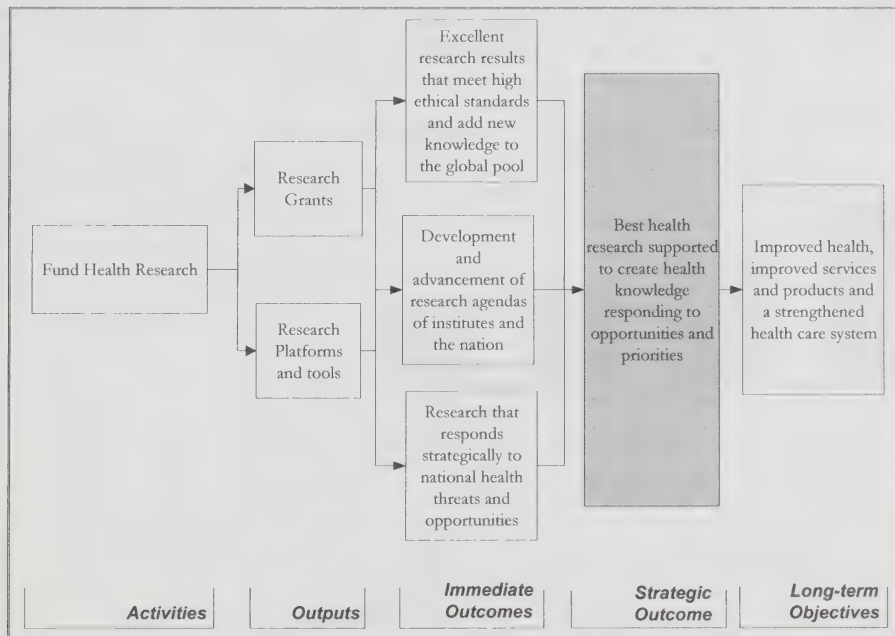 Fund Health Research
Research
Grants
Research
Platforms
and tools
Excellent
research results
that meet high
ethical standards
and add new
knowledge to
the global pool
Development
and
advancement of
research agendas
of institutes and
the nation
Research that
responds
strategically to
national health
threats and
opportunities
Best health
research supported
to create health
knowledge
responding to
opportunities and
priorities
Improved health,
improved services
and products and
a strengthened
health care system
Activities
Outputs
Immediate
Outcomes
Strategic
Outcome
Long-term
Objectives